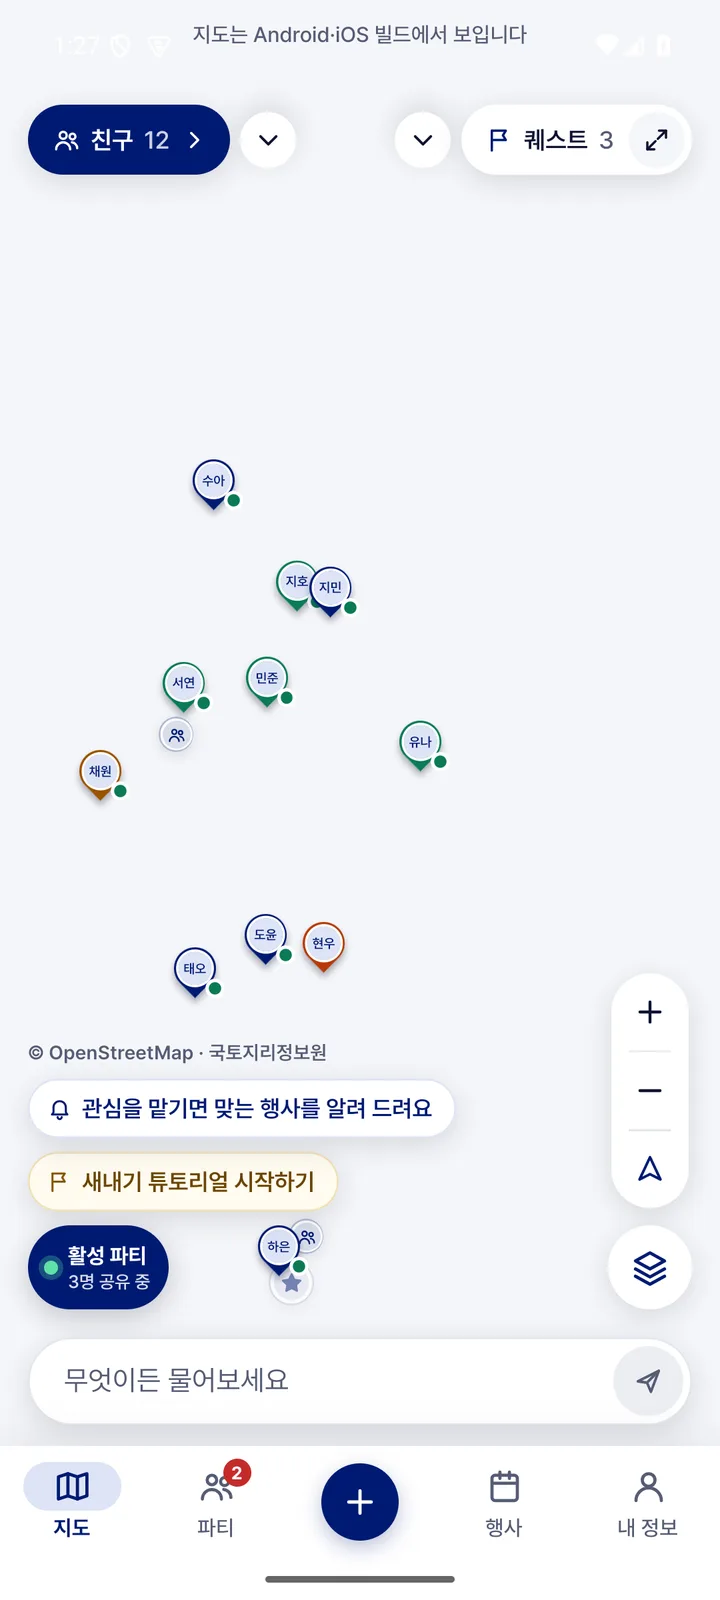 지도는 Android·iOS 빌드에서 보입니다
1:27
친구 12
퀘스트 3
수아
지호
지민
서연
민준
유나
채원
도윤
현우
태오
© OpenStreetMap · 국토지리정보원
관심을 맡기면 맞는 행사를 알려 드려요
새내기 튜토리얼 시작하기
활성 파티
3명 공유 중
하은
무엇이든 물어보세요
2
지도
파티
행사
내 정보